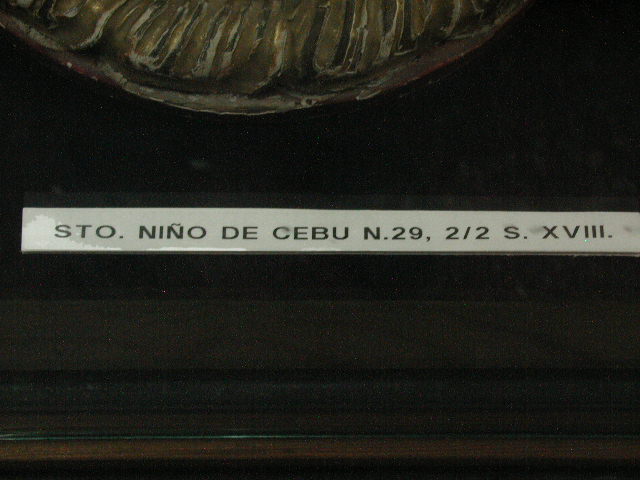 STO. NIÑO DE CEBU N.29, 2/2 S. XVIII.